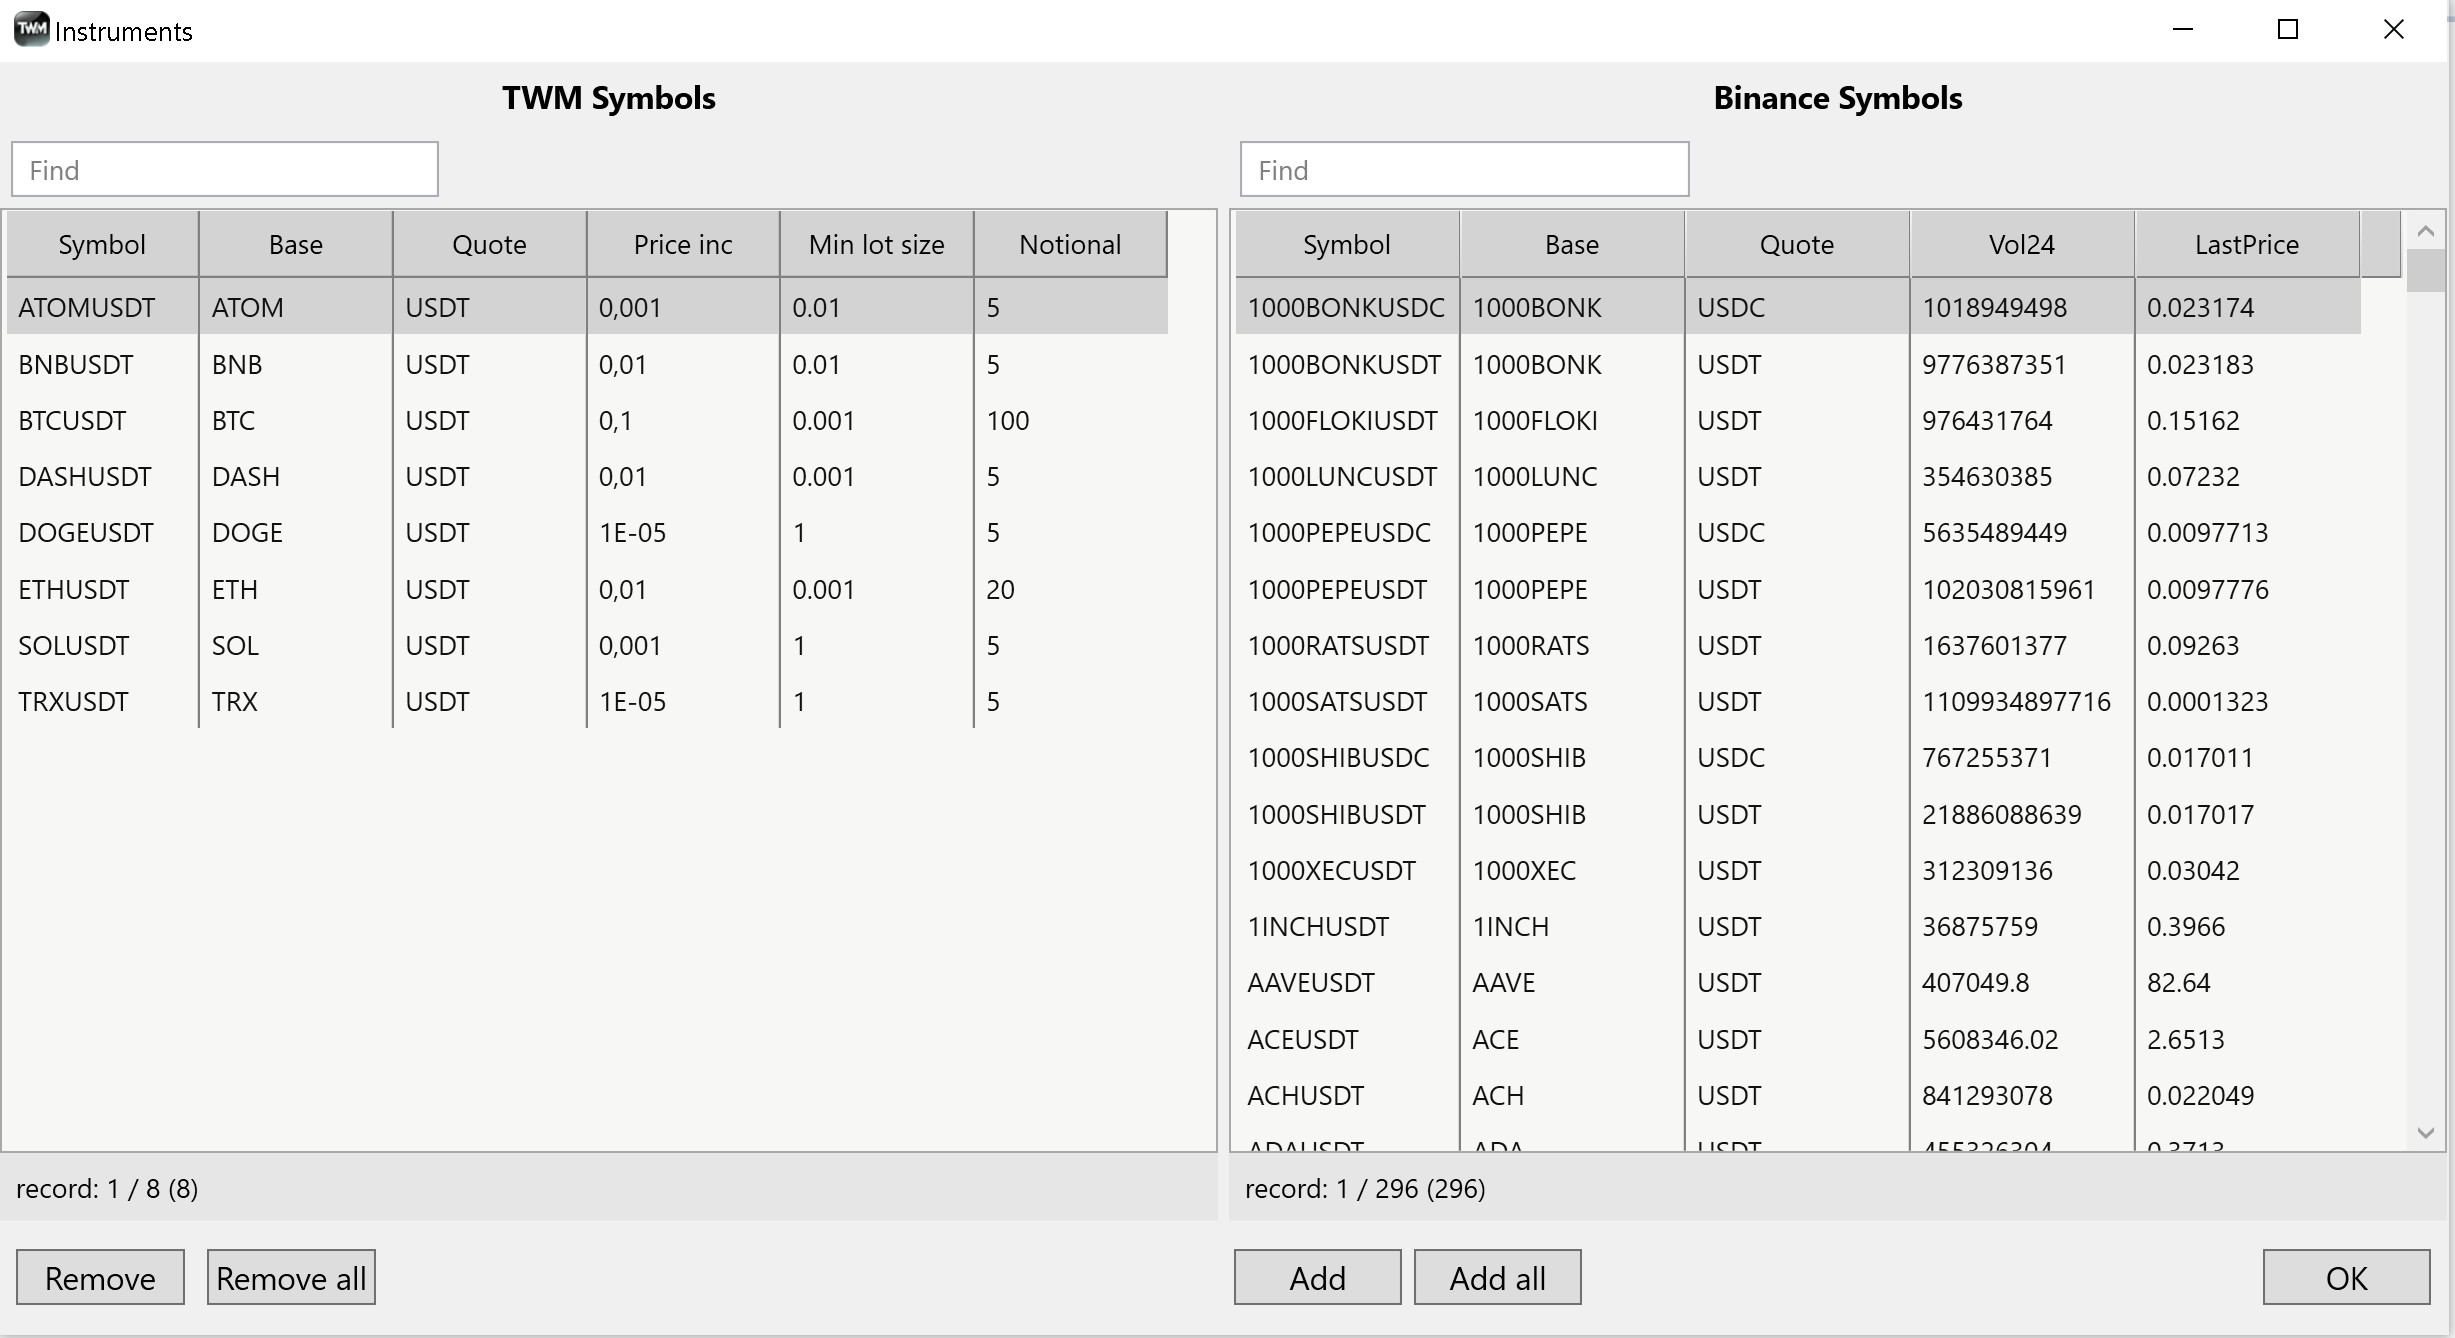 TWM Instruments
TWM Symbols
Find
Symbol Base Quote Price inc Min lot size Notional
ATOMUSDT ATOM USDT 0,001 0.01 5
BNBUSDT BNB USDT 0,01 0.01 5
BTCUSDT BTC USDT 0,1 0.001 100
DASHUSDT DASH USDT 0,01 0.001 5
DOGEUSDT DOGE USDT 1E-05 1 5
ETHUSDT ETH USDT 0,01 0.001 20
SOLUSDT SOL USDT 0,001 1 5
TRXUSDT TRX USDT 1E-05 1 5
record: 1 / 8 (8)
Remove Remove all
Binance Symbols
Find
Symbol Base Quote Vol24 LastPrice
1000BONKUSDC 1000BONK USDC 1018949498 0.023174
1000BONKUSDT 1000BONK USDT 9776387351 0.023183
1000FLOKIUSDT 1000FLOKI USDT 976431764 0.15162
1000LUNCUSDT 1000LUNC USDT 354630385 0.07232
1000PEPEUSDC 1000PEPE USDC 5635489449 0.0097713
1000PEPEUSDT 1000PEPE USDT 102030815961 0.0097776
1000RATSUSDT 1000RATS USDT 1637601377 0.09263
1000SATSUSDT 1000SATS USDT 1109934897716 0.0001323
1000SHIBUSDC 1000SHIB USDC 767255371 0.017011
1000SHIBUSDT 1000SHIB USDT 21886088639 0.017017
1000XECUSDT 1000XEC USDT 312309136 0.03042
1INCHUSDT 1INCH USDT 36875759 0.3966
AAVEUSDT AAVE USDT 407049.8 82.64
ACEUSDT ACE USDT 5608346.02 2.6513
ACHUSDT ACH USDT 841293078 0.022049
ADAUSDT ADA USDT 455326304 0.3713
record: 1 / 296 (296)
Add Add all OK